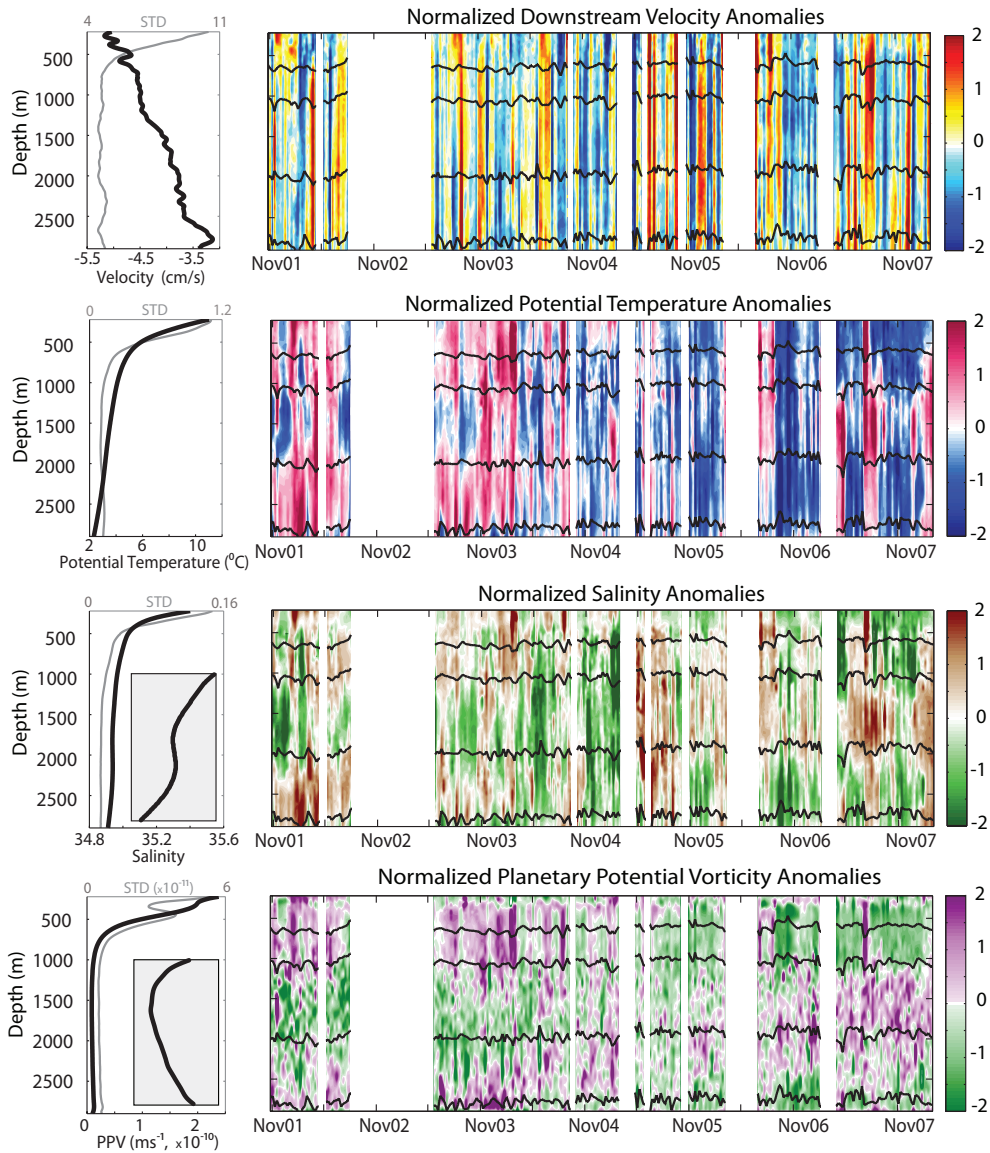 Normalized Downstream Velocity Anomalies
4 STD 11
500
1000
1500
2000
2500
Depth (m)
-5.5 -4.5 -3.5
Velocity (cm/s)
Nov01 Nov02 Nov03 Nov04 Nov05 Nov06 Nov07
2
1
0
-1
-2
Normalized Potential Temperature Anomalies
0 STD 1.2
500
1000
1500
2000
2500
Depth (m)
2 6 10
Potential Temperature (⁰C)
Nov01 Nov02 Nov03 Nov04 Nov05 Nov06 Nov07
2
1
0
-1
-2
Normalized Salinity Anomalies
0 STD 0.16
500
1000
1500
2000
2500
Depth (m)
34.8 35.2 35.6
Salinity
Nov01 Nov02 Nov03 Nov04 Nov05 Nov06 Nov07
2
1
0
-1
-2
Normalized Planetary Potential Vorticity Anomalies
0 STD (x10⁻¹¹) 6
500
1000
1500
2000
2500
Depth (m)
0 1 2
PPV (ms⁻¹, x10⁻¹⁰)
Nov01 Nov02 Nov03 Nov04 Nov05 Nov06 Nov07
2
1
0
-1
-2